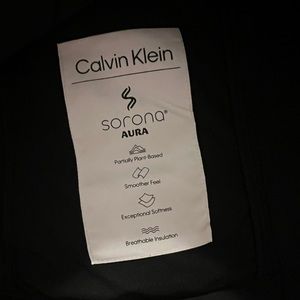 Calvin Klein
sorona®
AURA
Partially Plant-Based
Smoother Feel
Exceptional Softness
Breathable Insulation